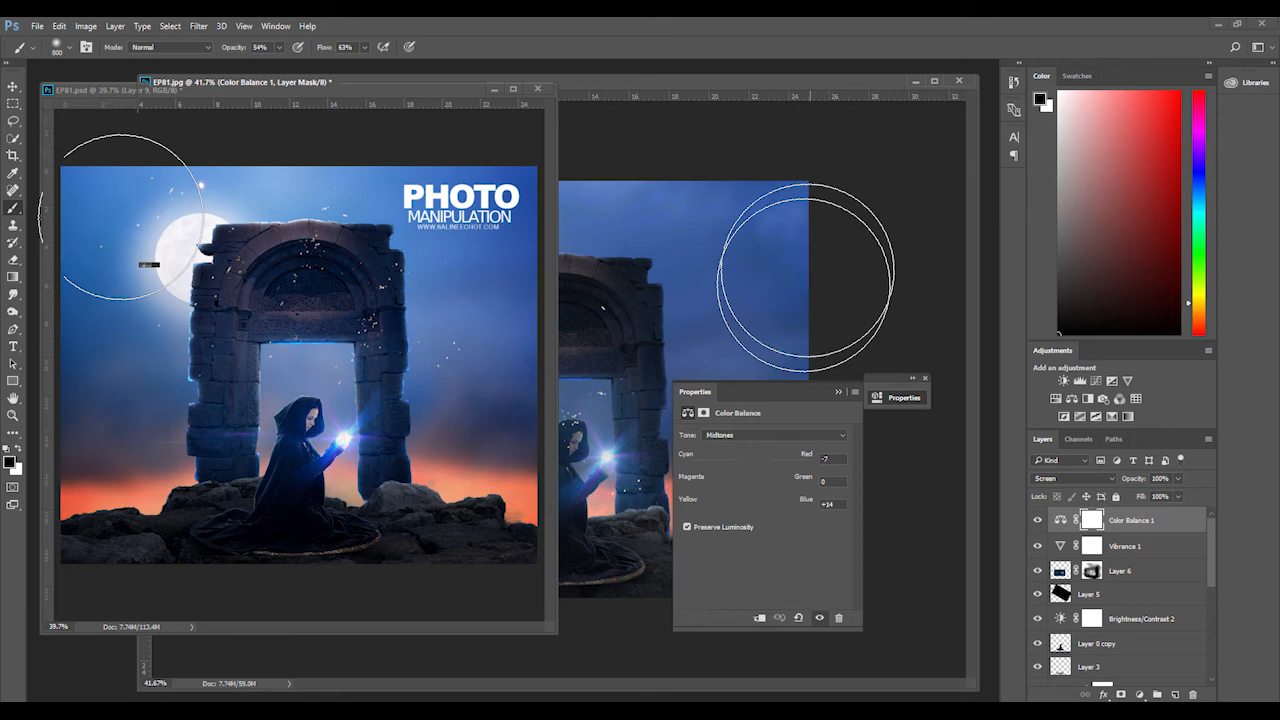 Ps File Edit Image Layer Type Select Filter 3D View Window Help
800 Mode: Normal Opacity: 54% Flow: 63%
EP81.jpg @ 41.7% (Color Balance 1, Layer Mask/8) *
EP81.psd @ 39.7% (Layer 9, RGB/8) *
PHOTO
MANIPULATION
WWW.SALINEECHOT.COM
39.7% Doc: 7.74M/113.4M
41.67% Doc: 7.74M/59.0M
Properties
Color Balance
Tone: Midtones
Cyan Red -7
Magenta Green 0
Yellow Blue +14
Preserve Luminosity
Properties
Color Swatches
Libraries
Adjustments
Add an adjustment
Layers Channels Paths
Kind
Screen Opacity: 100%
Lock: Fill: 100%
Color Balance 1
Vibrance 1
Layer 6
Layer 5
Brightness/Contrast 2
Layer 0 copy
Layer 3